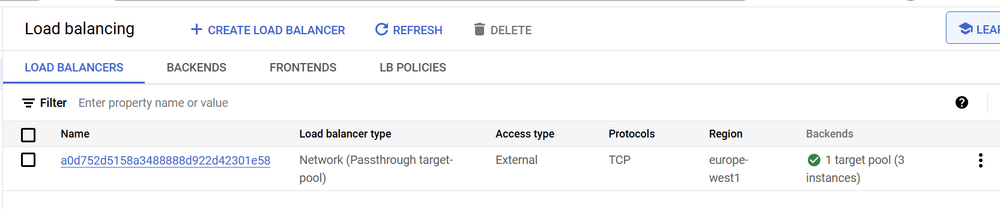 Load balancing
CREATE LOAD BALANCER
REFRESH
DELETE
LOAD BALANCERS
BACKENDS
FRONTENDS
LB POLICIES
Filter Enter property name or value
Name
Load balancer type
Access type
Protocols
Region
Backends
a0d752d5158a3488888d922d42301e58
Network (Passthrough target-
pool)
External
TCP
europe-
west1
1 target pool (3
instances)